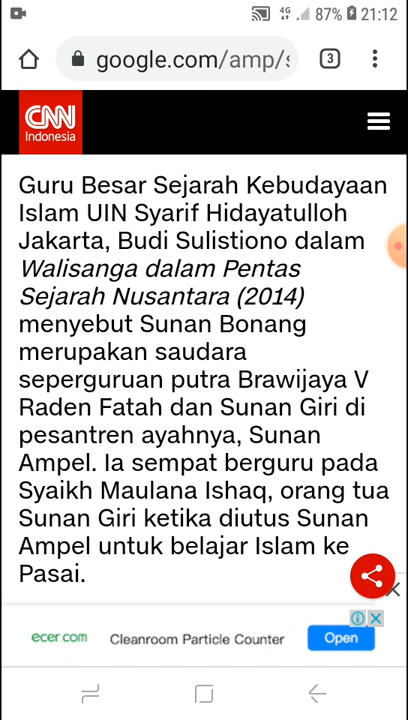 4G 87% 21:12
google.com/amp/s
3
CNN
Indonesia
Guru Besar Sejarah Kebudayaan
Islam UIN Syarif Hidayatulloh
Jakarta, Budi Sulistiono dalam
Walisanga dalam Pentas
Sejarah Nusantara (2014)
menyebut Sunan Bonang
merupakan saudara
seperguruan putra Brawijaya V
Raden Fatah dan Sunan Giri di
pesantren ayahnya, Sunan
Ampel. Ia sempat berguru pada
Syaikh Maulana Ishaq, orang tua
Sunan Giri ketika diutus Sunan
Ampel untuk belajar Islam ke
Pasai.
ecer com Cleanroom Particle Counter Open